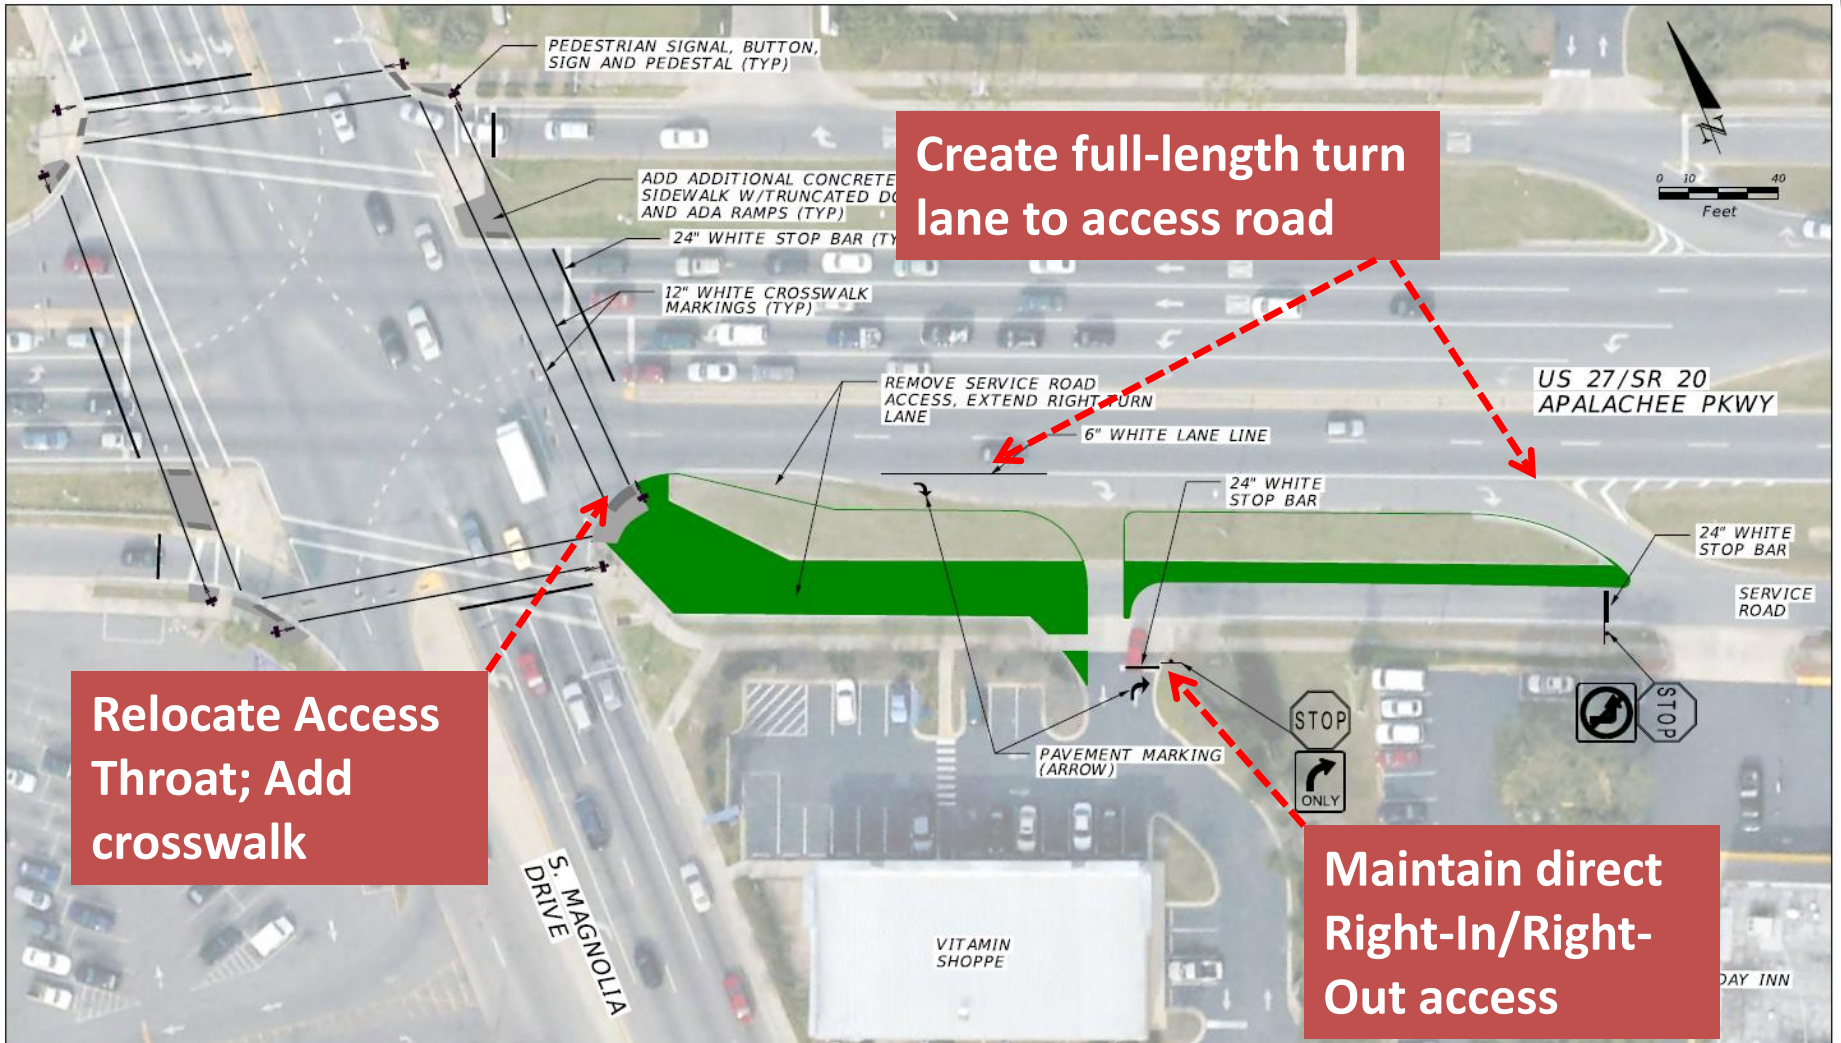 PEDESTRIAN SIGNAL, BUTTON,
SIGN AND PEDESTAL (TYP)
Create full-length turn
lane to access road
N
0 10 40
Feet
ADD ADDITIONAL CONCRETE
SIDEWALK W/TRUNCATED
AND ADA RAMPS (TYP)
24" WHITE STOP BAR
12" WHITE CROSSWALK
MARKINGS (TYP)
REMOVE SERVICE ROAD
ACCESS, EXTEND RIGHT TURN
LANE
US 27/SR 20
APALACHEE PKWY
6" WHITE LANE LINE
24" WHITE
STOP BAR
24" WHITE
STOP BAR
SERVICE
ROAD
Relocate Access
Throat; Add
crosswalk
STOP
STOP
ONLY
PAVEMENT MARKING
(ARROW)
Maintain direct
Right-In/Right-
Out access
S. MAGNOLIA
DRIVE
VITAMIN
SHOPPE
DAY INN